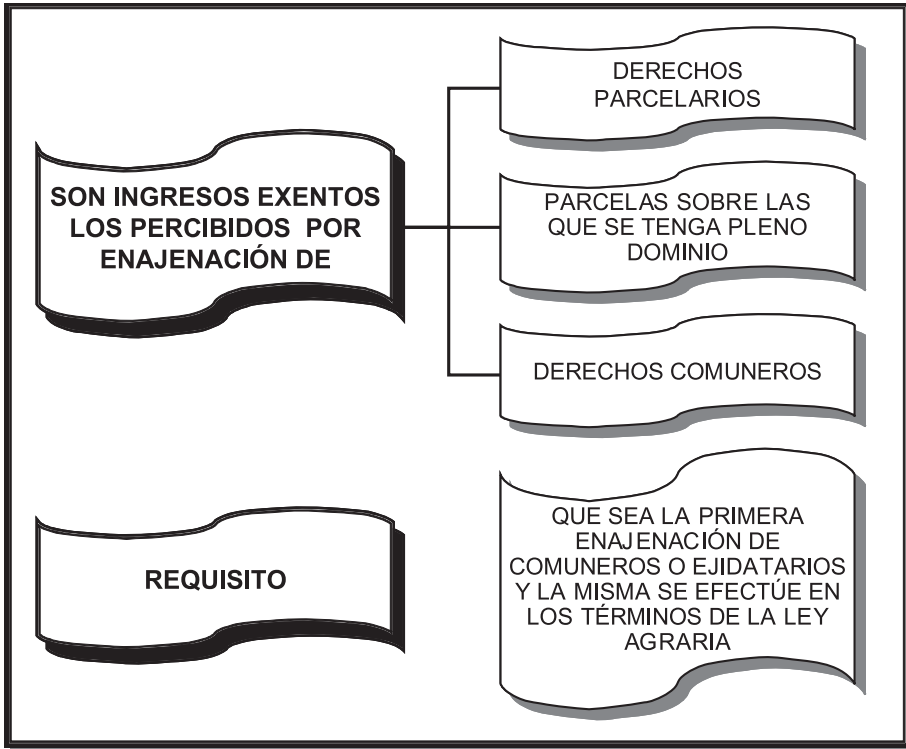 SON INGRESOS EXENTOS
LOS PERCIBIDOS POR
ENAJENACIÓN DE
DERECHOS
PARCELARIOS
PARCELAS SOBRE LAS
QUE SE TENGA PLENO
DOMINIO
DERECHOS COMUNEROS
REQUISITO
QUE SEA LA PRIMERA
ENAJENACIÓN DE
COMUNEROS O EJIDATARIOS
Y LA MISMA SE EFECTÚE EN
LOS TÉRMINOS DE LA LEY
AGRARIA